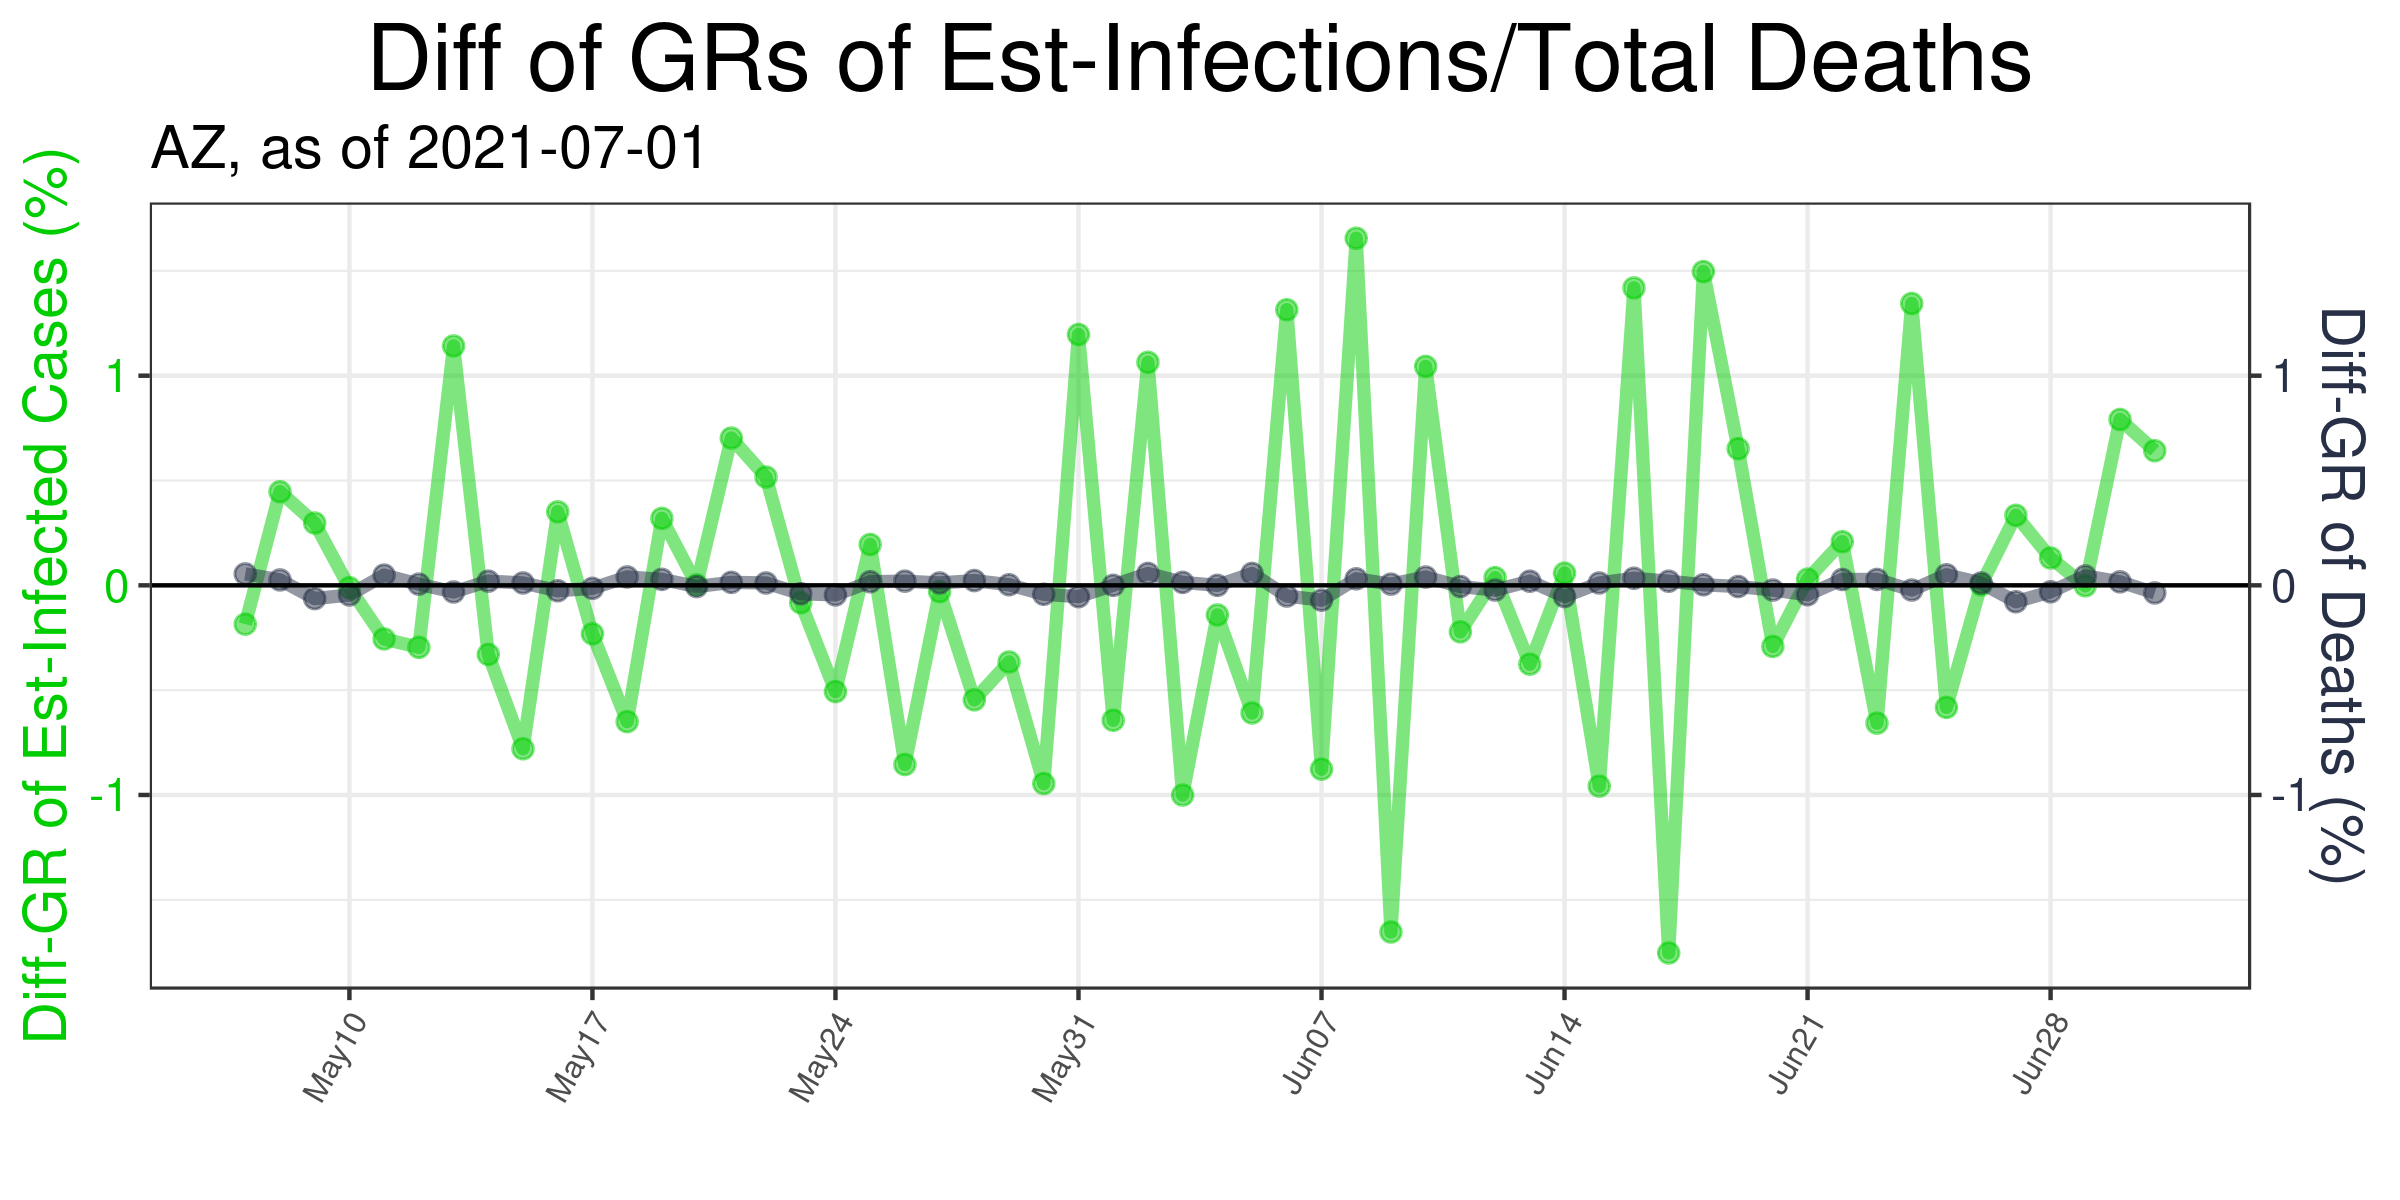 Diff of GRs of Est-Infections/Total Deaths
AZ, as of 2021-07-01
Diff-GR of Est-Infected Cases (%)
1
0
-1
1
0
-1
Diff-GR of Deaths (%)
May10
May17
May24
May31
Jun07
Jun14
Jun21
Jun28